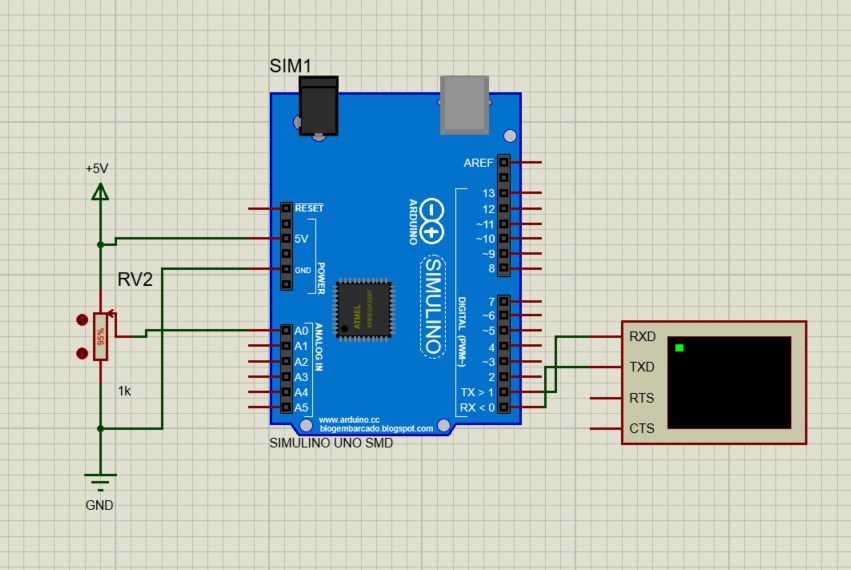 SIM1
+5V
RV2
95%
1k
GND
RESET
5V
GND
POWER
A0
A1
A2
A3
A4
A5
ANALOG IN
ARDUINO
SIMULINO
ATMEL
AREF
13
12
~11
~10
~9
8
7
~6
~5
4
~3
2
TX > 1
RX < 0
DIGITAL (PWM~)
www.arduino.cc
blogembarcado.blogspot.com
SIMULINO UNO SMD
RXD
TXD
RTS
CTS